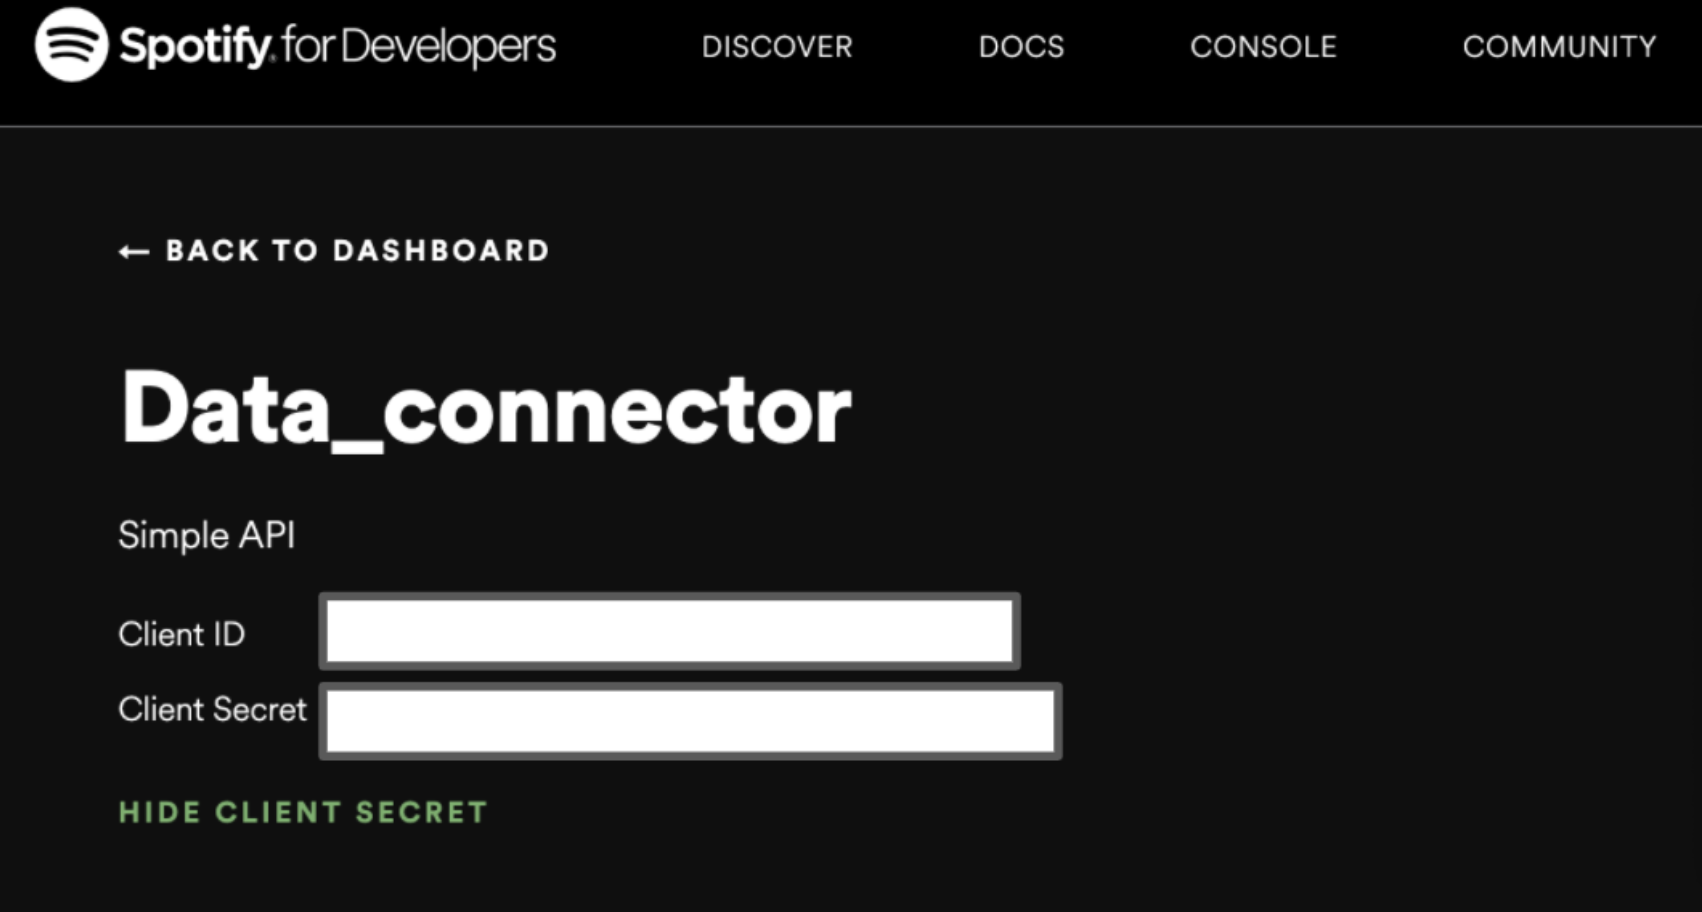 Spotify for Developers DISCOVER DOCS CONSOLE COMMUNITY
← BACK TO DASHBOARD
Data_connector
Simple API
Client ID
Client Secret
HIDE CLIENT SECRET